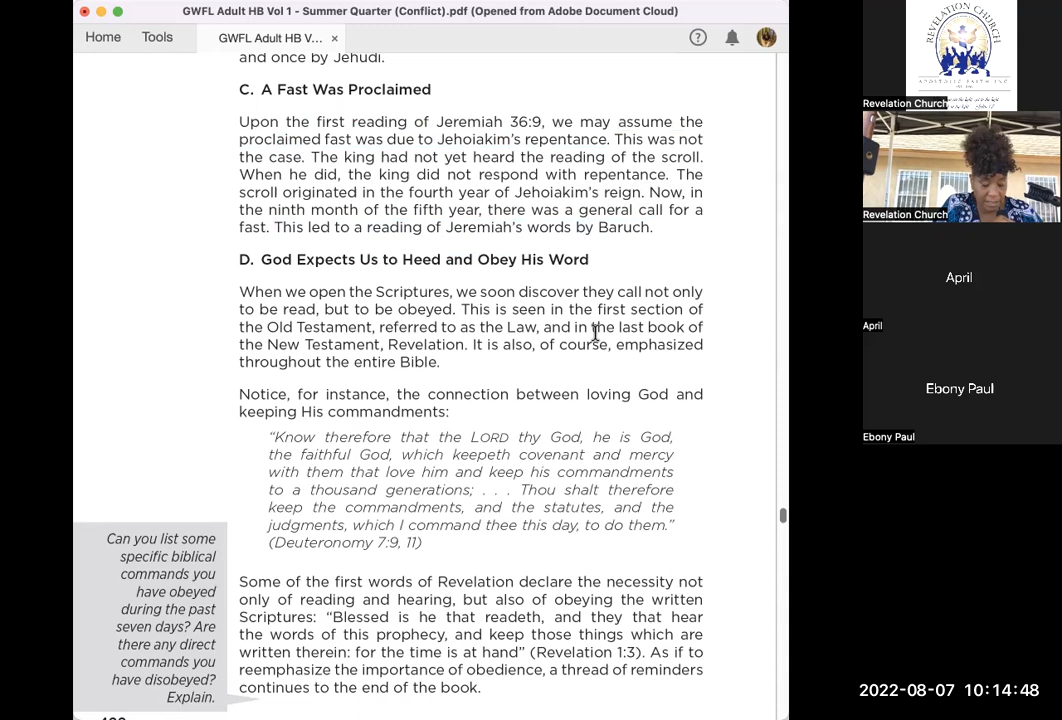 GWFL Adult HB Vol 1 - Summer Quarter (Conflict).pdf (Opened from Adobe Document Cloud)
Home Tools GWFL Adult HB V... ×
and once by Jehudi.
C. A Fast Was Proclaimed
Upon the first reading of Jeremiah 36:9, we may assume the
proclaimed fast was due to Jehoiakim's repentance. This was not
the case. The king had not yet heard the reading of the scroll.
When he did, the king did not respond with repentance. The
scroll originated in the fourth year of Jehoiakim's reign. Now, in
the ninth month of the fifth year, there was a general call for a
fast. This led to a reading of Jeremiah's words by Baruch.
D. God Expects Us to Heed and Obey His Word
When we open the Scriptures, we soon discover they call not only
to be read, but to be obeyed. This is seen in the first section of
the Old Testament, referred to as the Law, and in the last book of
the New Testament, Revelation. It is also, of course, emphasized
throughout the entire Bible.
Notice, for instance, the connection between loving God and
keeping His commandments:
"Know therefore that the LORD thy God, he is God,
the faithful God, which keepeth covenant and mercy
with them that love him and keep his commandments
to a thousand generations; . . . Thou shalt therefore
keep the commandments, and the statutes, and the
judgments, which I command thee this day, to do them."
(Deuteronomy 7:9, 11)
Can you list some
specific biblical
commands you
have obeyed
during the past
seven days? Are
there any direct
commands you
have disobeyed?
Explain.
Some of the first words of Revelation declare the necessity not
only of reading and hearing, but also of obeying the written
Scriptures: "Blessed is he that readeth, and they that hear
the words of this prophecy, and keep those things which are
written therein: for the time is at hand" (Revelation 1:3). As if to
reemphasize the importance of obedience, a thread of reminders
continues to the end of the book.
REVELATION CHURCH
APOSTOLIC FAITH INC
Revelation Church
Revelation Church
April
April
Ebony Paul
Ebony Paul
2022-08-07 10:14:48